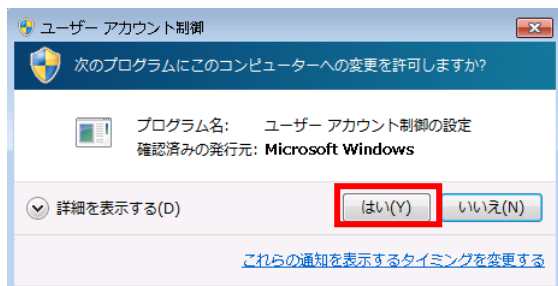 ユーザー アカウント制御
次のプログラムにこのコンピューターへの変更を許可しますか?
プログラム名: ユーザー アカウント制御の設定
確認済みの発行元: Microsoft Windows
詳細を表示する(D) はい(Y) いいえ(N)
これらの通知を表示するタイミングを変更する